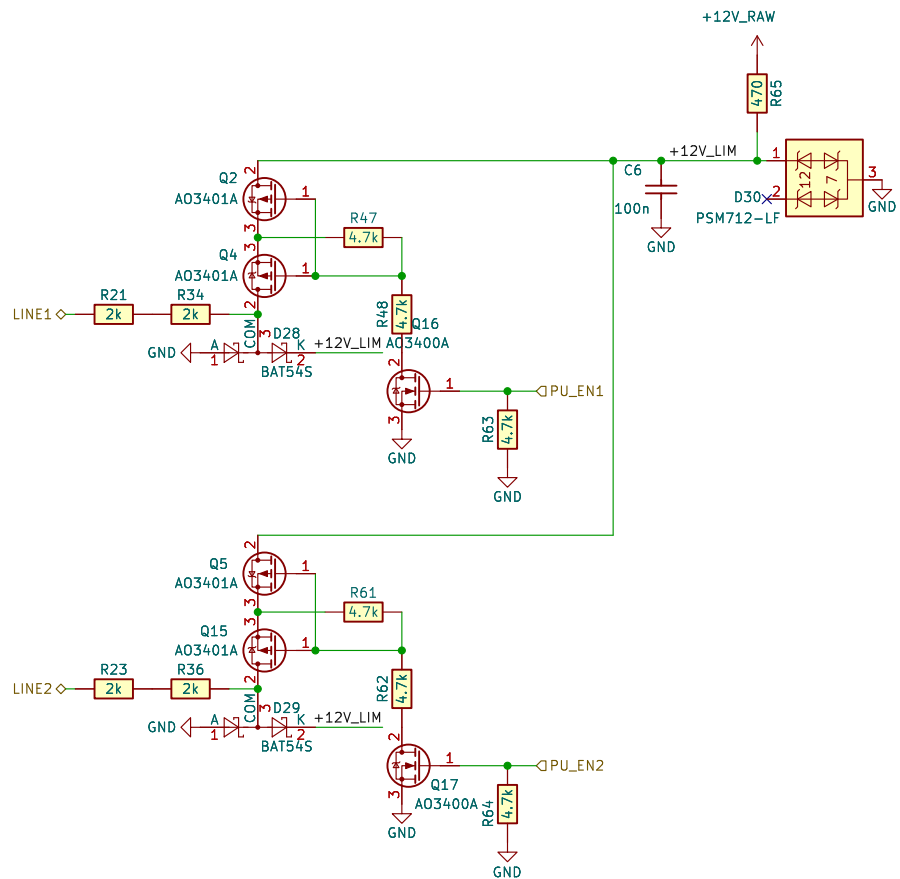 +12V_RAW
470
R65
+12V_LIM
1
2
3
12
7
GND
D30
PSM712-LF
C6
100n
GND
2
Q2
AO3401A
1
3
R47
4.7k
3
Q4
AO3401A
1
2
R48
4.7k
LINE1
R21
2k
R34
2k
GND
A
1
COM
3
D28
K
2
BAT54S
+12V_LIM
Q16
AO3400A
2
1
3
GND
PU_EN1
R63
4.7k
GND
2
Q5
AO3401A
1
3
R61
4.7k
3
Q15
AO3401A
1
2
R62
4.7k
LINE2
R23
2k
R36
2k
GND
A
1
COM
3
D29
K
2
BAT54S
+12V_LIM
2
1
3
Q17
AO3400A
GND
PU_EN2
R64
4.7k
GND